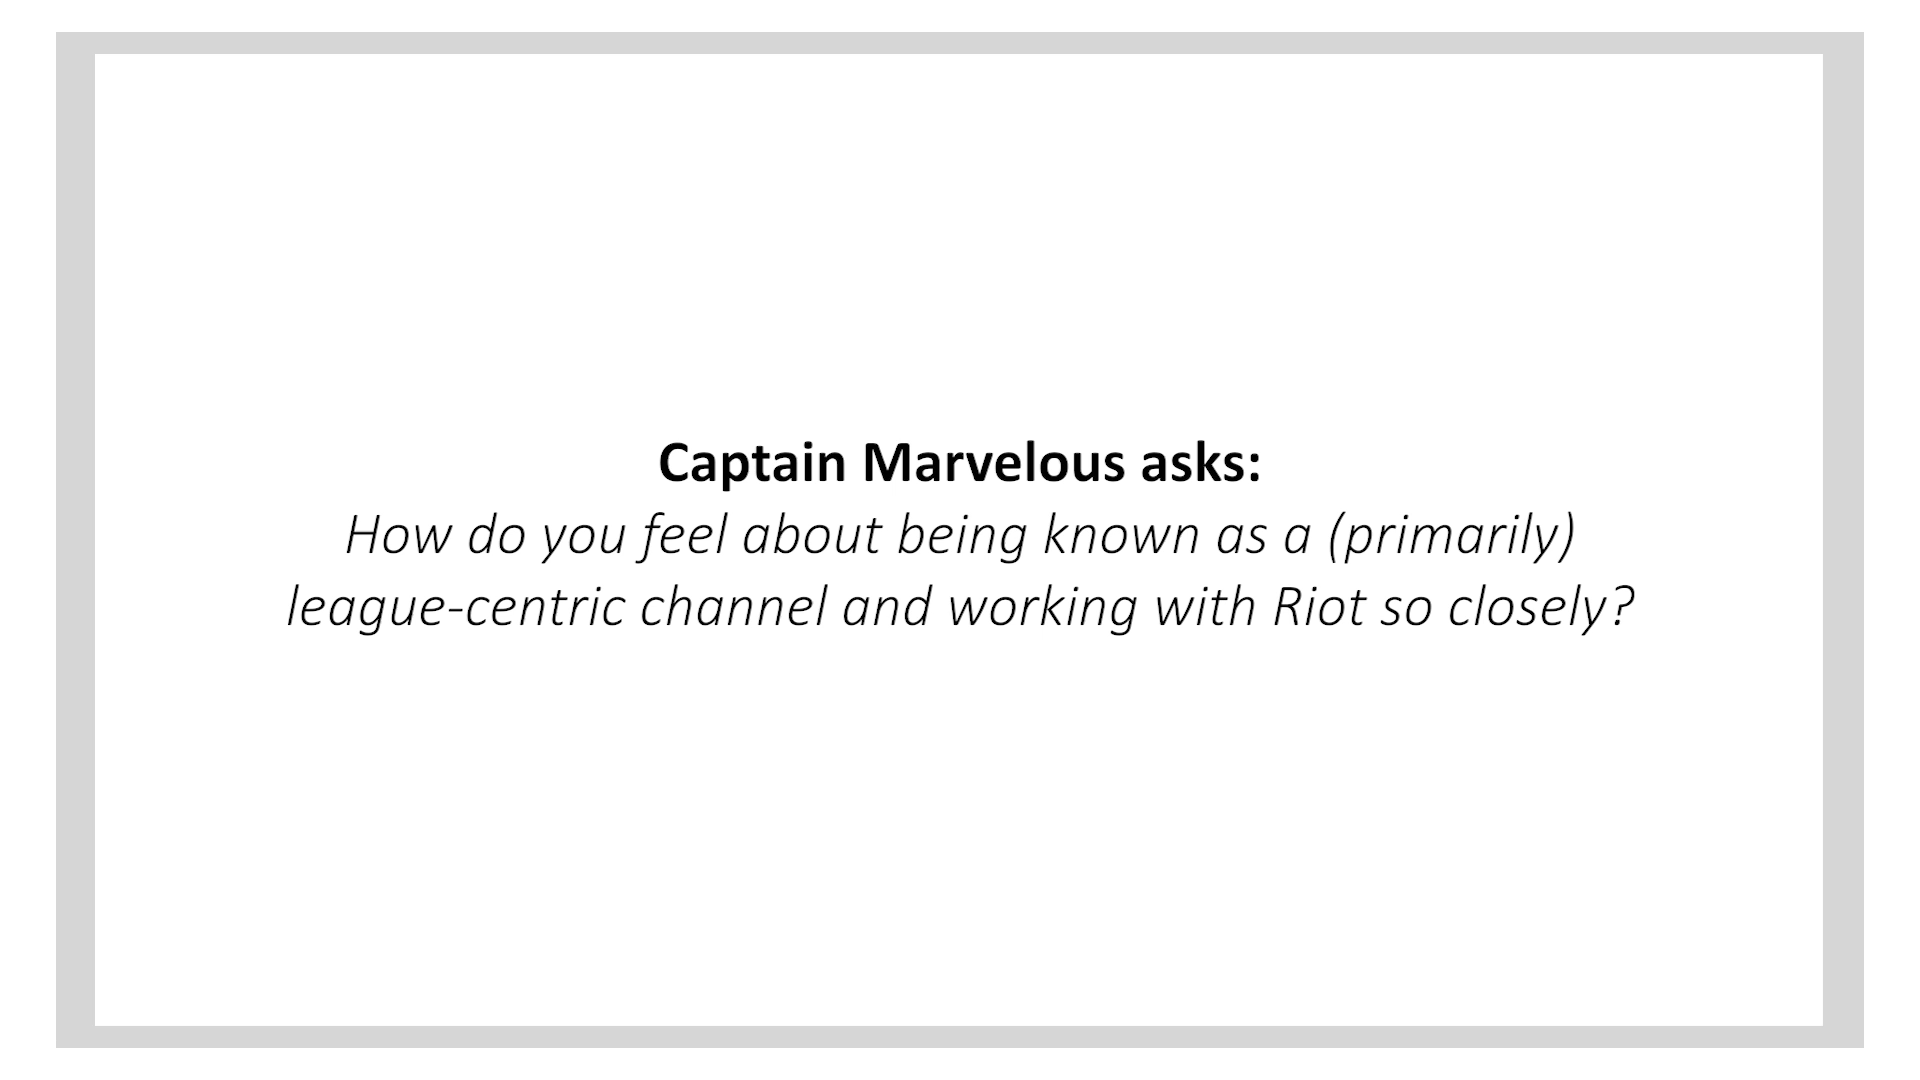 Captain Marvelous asks:
How do you feel about being known as a (primarily)
league-centric channel and working with Riot so closely?